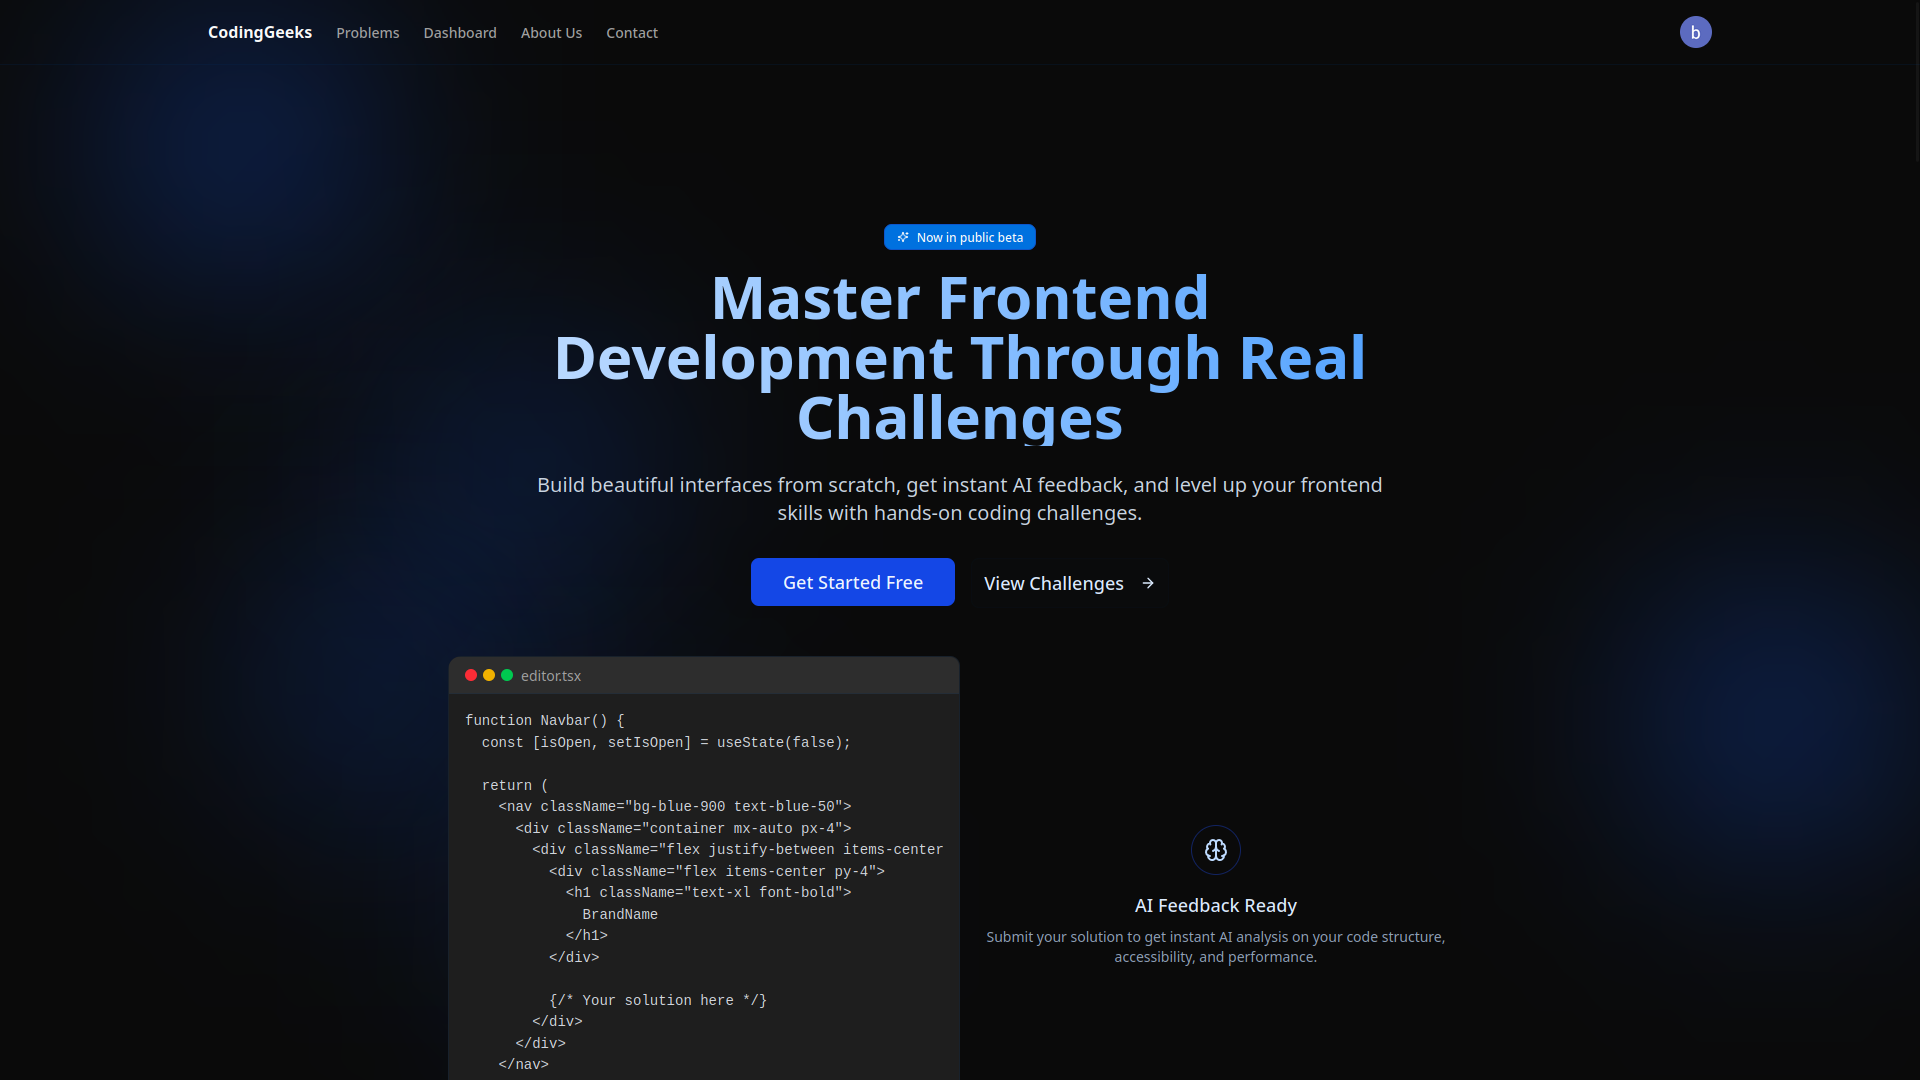 CodingGeeks Problems Dashboard About Us Contact
b
Now in public beta
Master Frontend
Development Through Real
Challenges
Build beautiful interfaces from scratch, get instant AI feedback, and level up your frontend
skills with hands-on coding challenges.
Get Started Free
View Challenges
editor.tsx
function Navbar() {
  const [isOpen, setIsOpen] = useState(false);
  return (
    <nav className="bg-blue-900 text-blue-50">
      <div className="container mx-auto px-4">
        <div className="flex justify-between items-center
          <div className="flex items-center py-4">
            <h1 className="text-xl font-bold">
              BrandName
            </h1>
          </div>
          {/* Your solution here */}
        </div>
      </div>
    </nav>
AI Feedback Ready
Submit your solution to get instant AI analysis on your code structure,
accessibility, and performance.